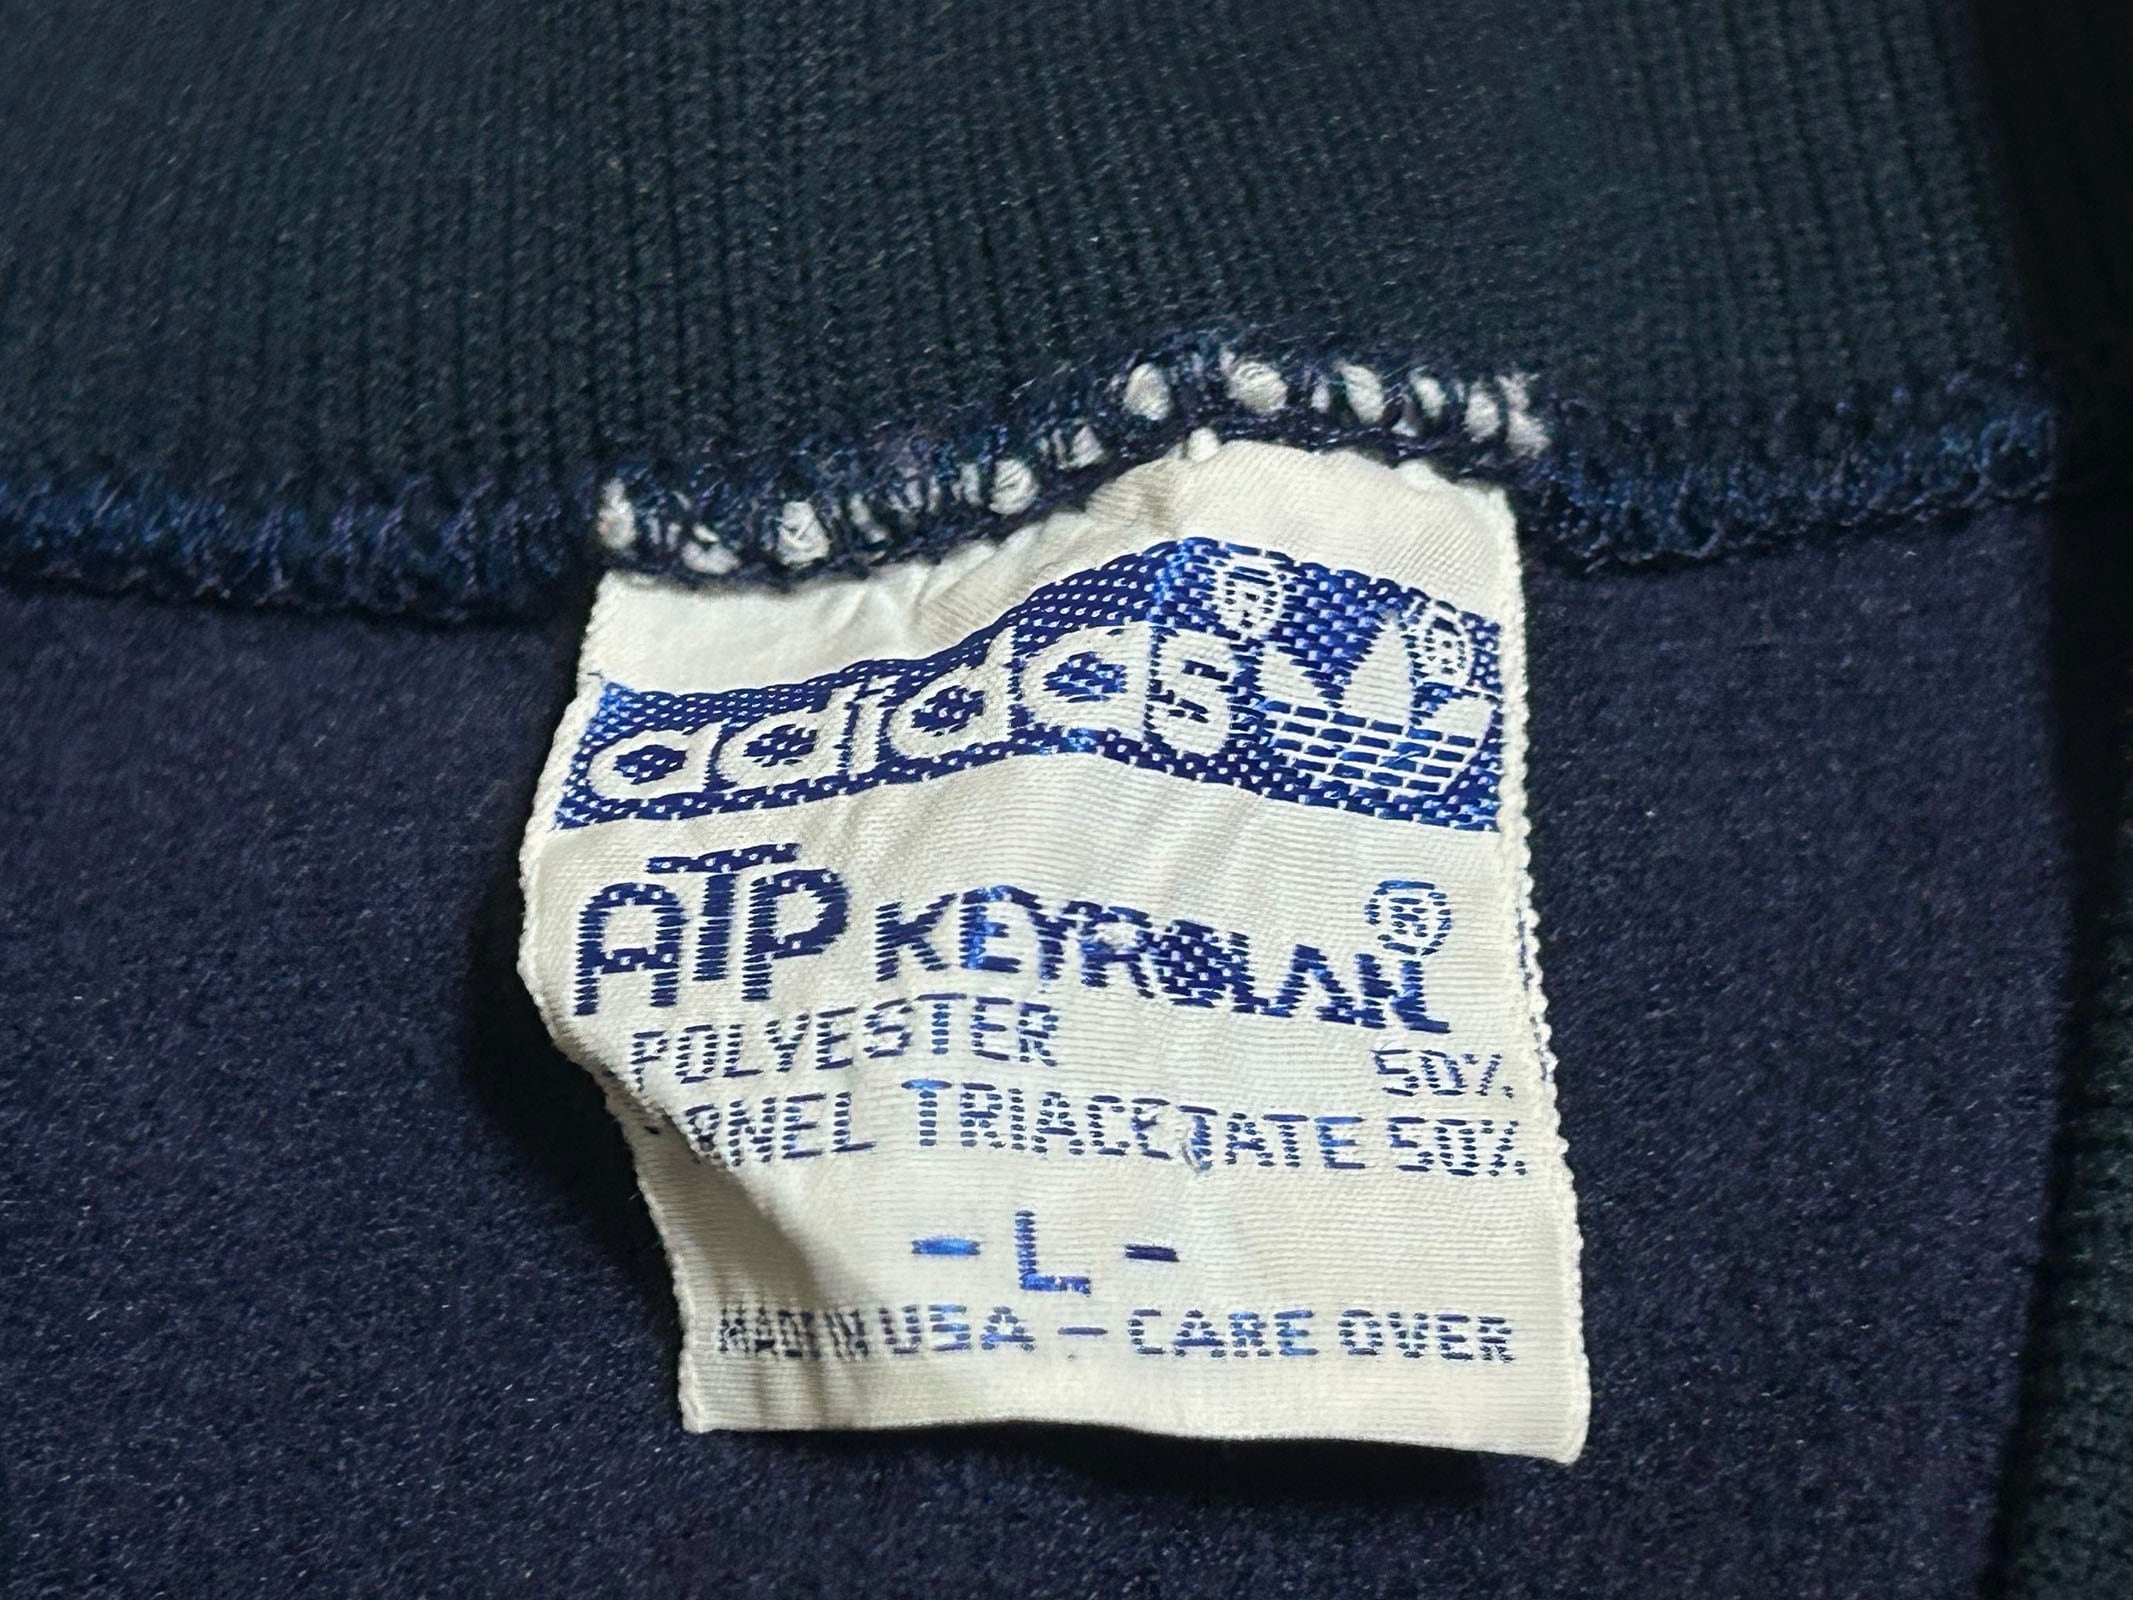 adidas®
ATP KEYROLAN®
POLYESTER 50%
ARNEL TRIACETATE 50%
- L -
MADE IN USA - CARE OVER